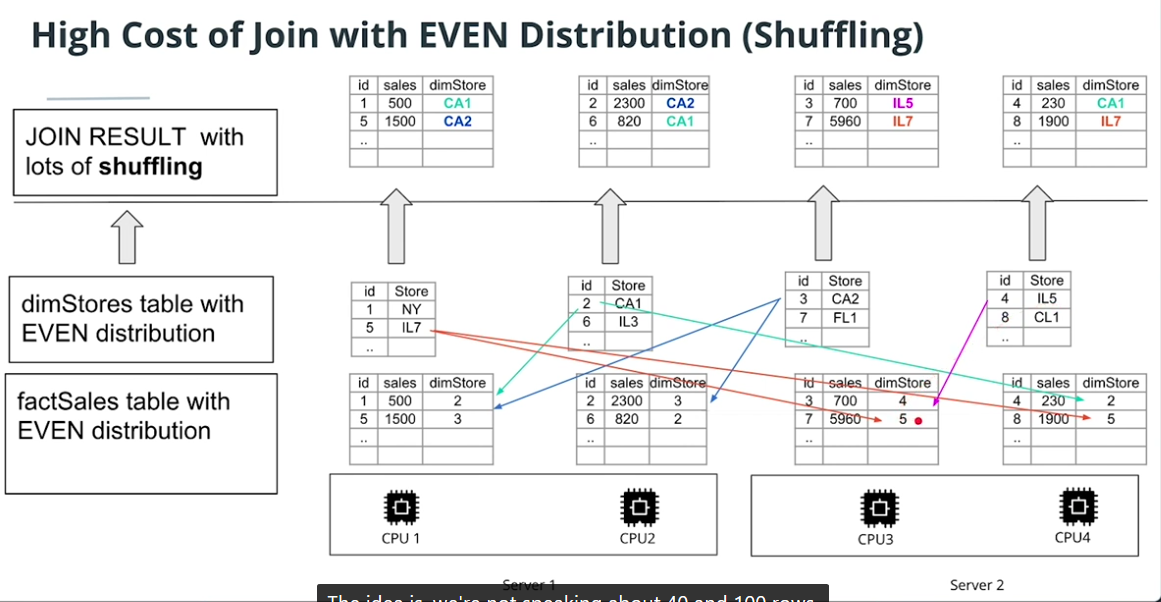 High Cost of Join with EVEN Distribution (Shuffling)
JOIN RESULT with
lots of shuffling
id sales dimStore
1 500 CA1
5 1500 CA2
..
id sales dimStore
2 2300 CA2
6 820 CA1
..
id sales dimStore
3 700 IL5
7 5960 IL7
..
id sales dimStore
4 230 CA1
8 1900 IL7
..
dimStores table with
EVEN distribution
id Store
1 NY
5 IL7
..
id Store
2 CA1
6 IL3
..
id Store
3 CA2
7 FL1
..
id Store
4 IL5
8 CL1
..
factSales table with
EVEN distribution
id sales dimStore
1 500 2
5 1500 3
..
id sales dimStore
2 2300 3
6 820 2
..
id sales dimStore
3 700 4
7 5960 5
..
id sales dimStore
4 230 2
8 1900 5
..
CPU 1
CPU2
CPU3
CPU4
Server 1
Server 2
The idea is, we're not speaking about 40 and 100 rows